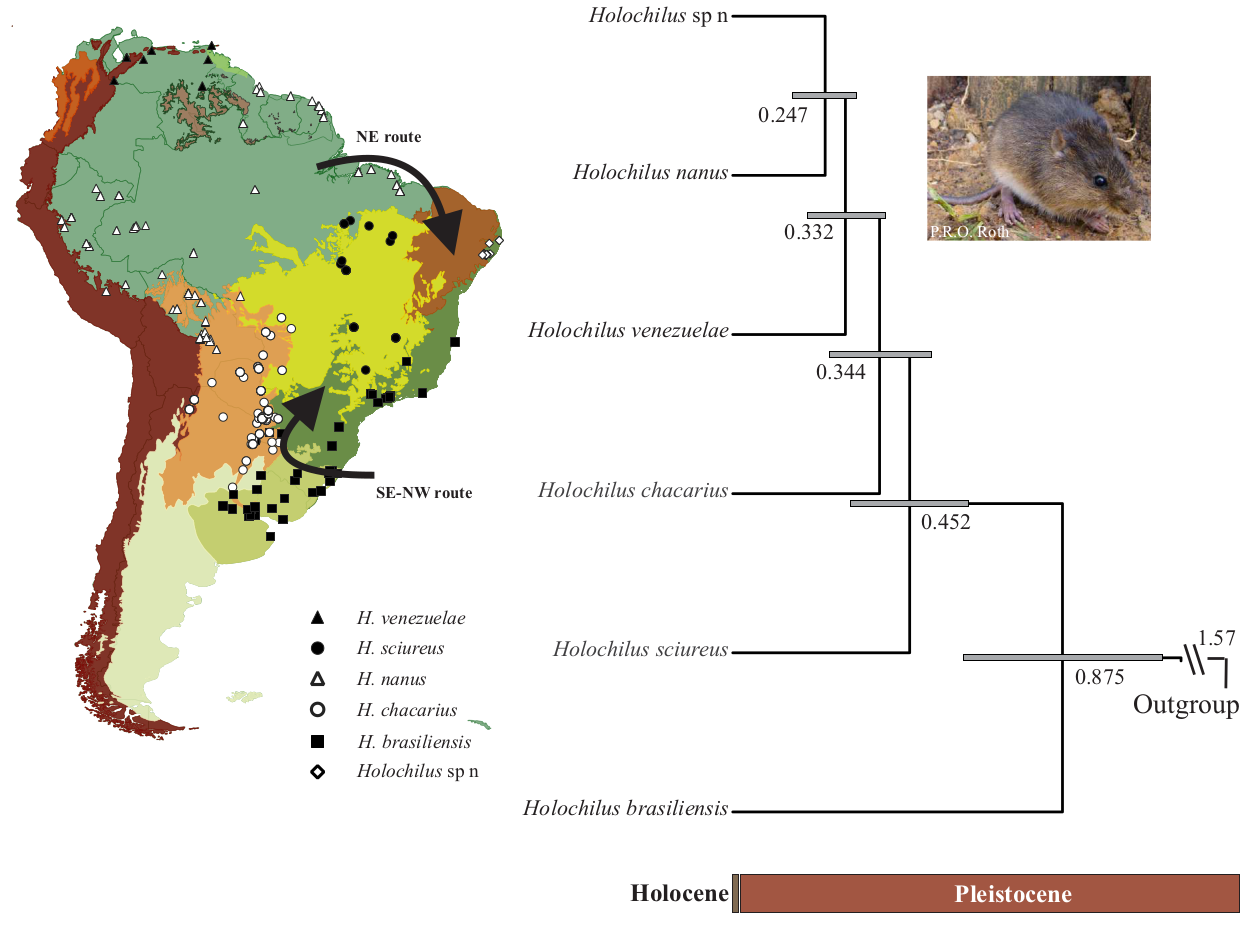 NE route
SE-NW route
H. venezuelae
H. sciureus
H. nanus
H. chacarius
H. brasiliensis
Holochilus sp n
Holochilus sp n
0.247
Holochilus nanus
0.332
Holochilus venezuelae
0.344
Holochilus chacarius
0.452
Holochilus sciureus
1.57
0.875
Outgroup
Holochilus brasiliensis
Holocene
Pleistocene
P.R.O. Roth